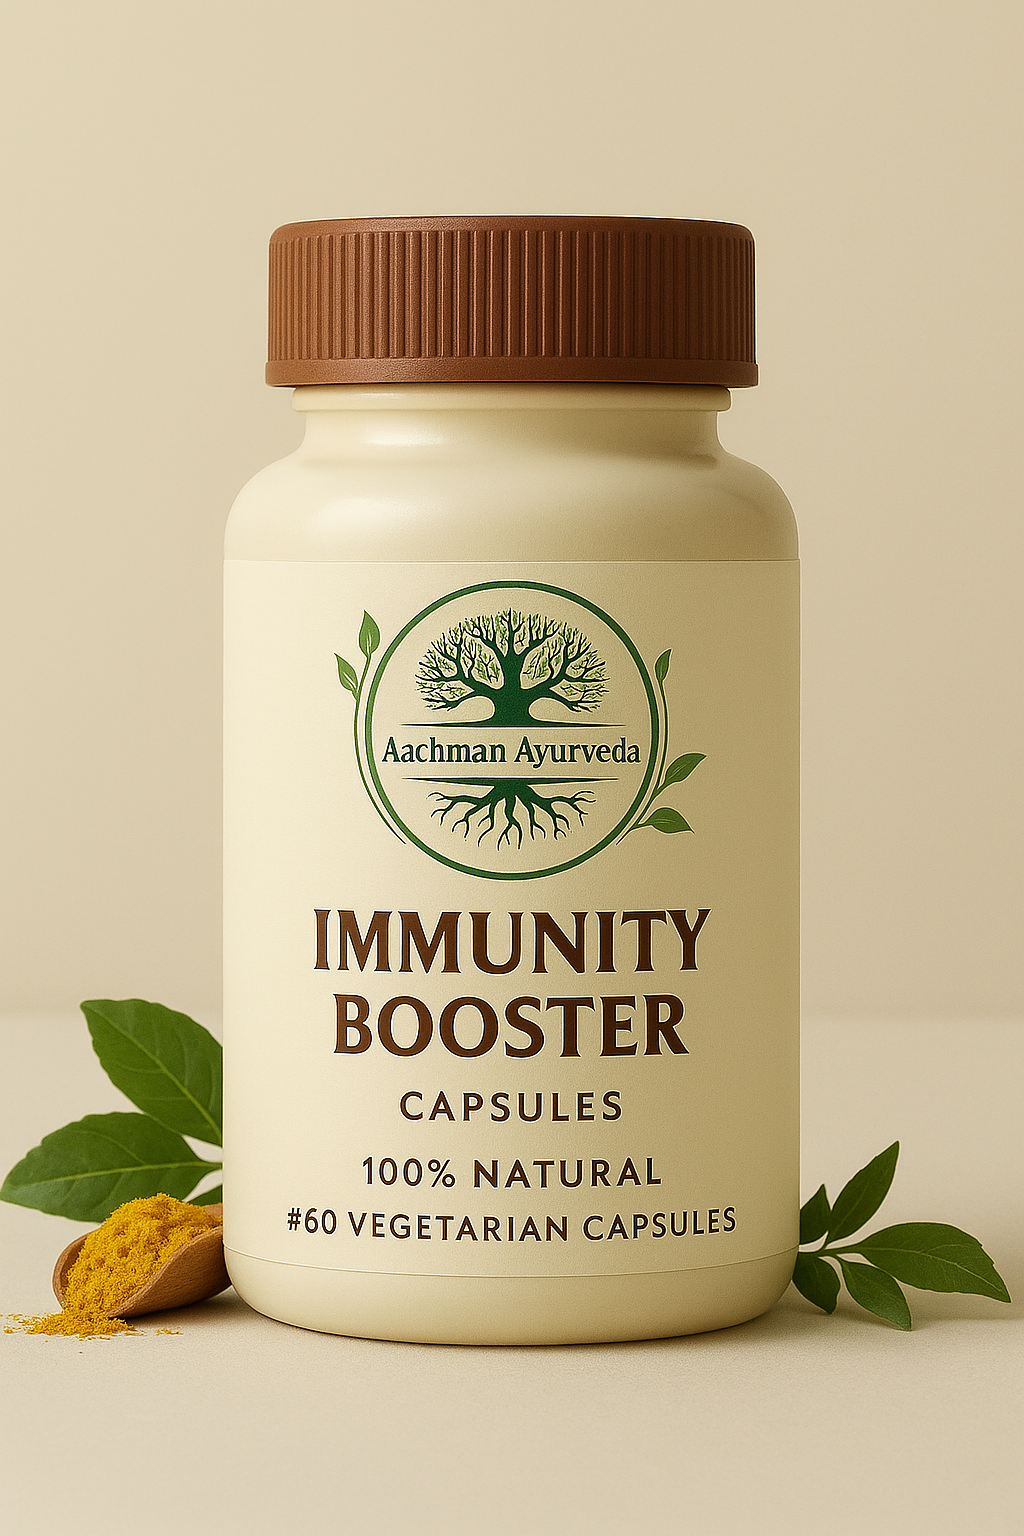 Aachman Ayurveda
IMMUNITY
BOOSTER
CAPSULES
100% NATURAL
#60 VEGETARIAN CAPSULES